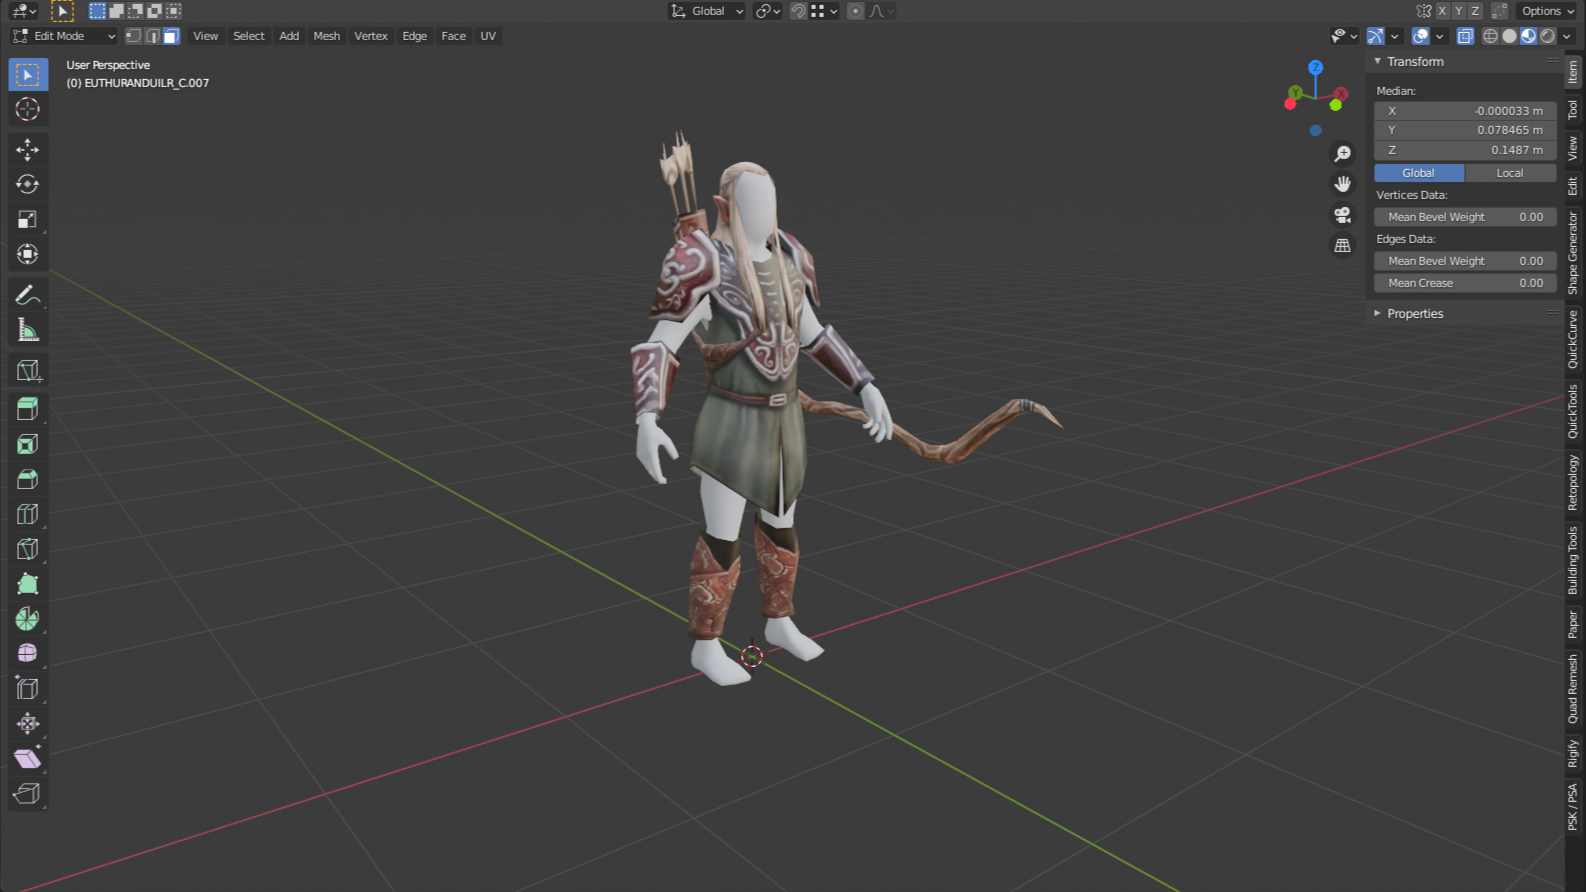 Global
X Y Z
Options
Edit Mode
View Select Add Mesh Vertex Edge Face UV
User Perspective
(0) EUTHURANDUILR_C.007
Z
Y
X
Transform
Median:
X -0.000033 m
Y 0.078465 m
Z 0.1487 m
Global Local
Vertices Data:
Mean Bevel Weight 0.00
Edges Data:
Mean Bevel Weight 0.00
Mean Crease 0.00
Properties
Item
Tool
View
Edit
Shape Generator
QuickCurve
QuickTools
Retopology
Building Tools
Paper
Quad Remesh
Rigify
PSK / PSA